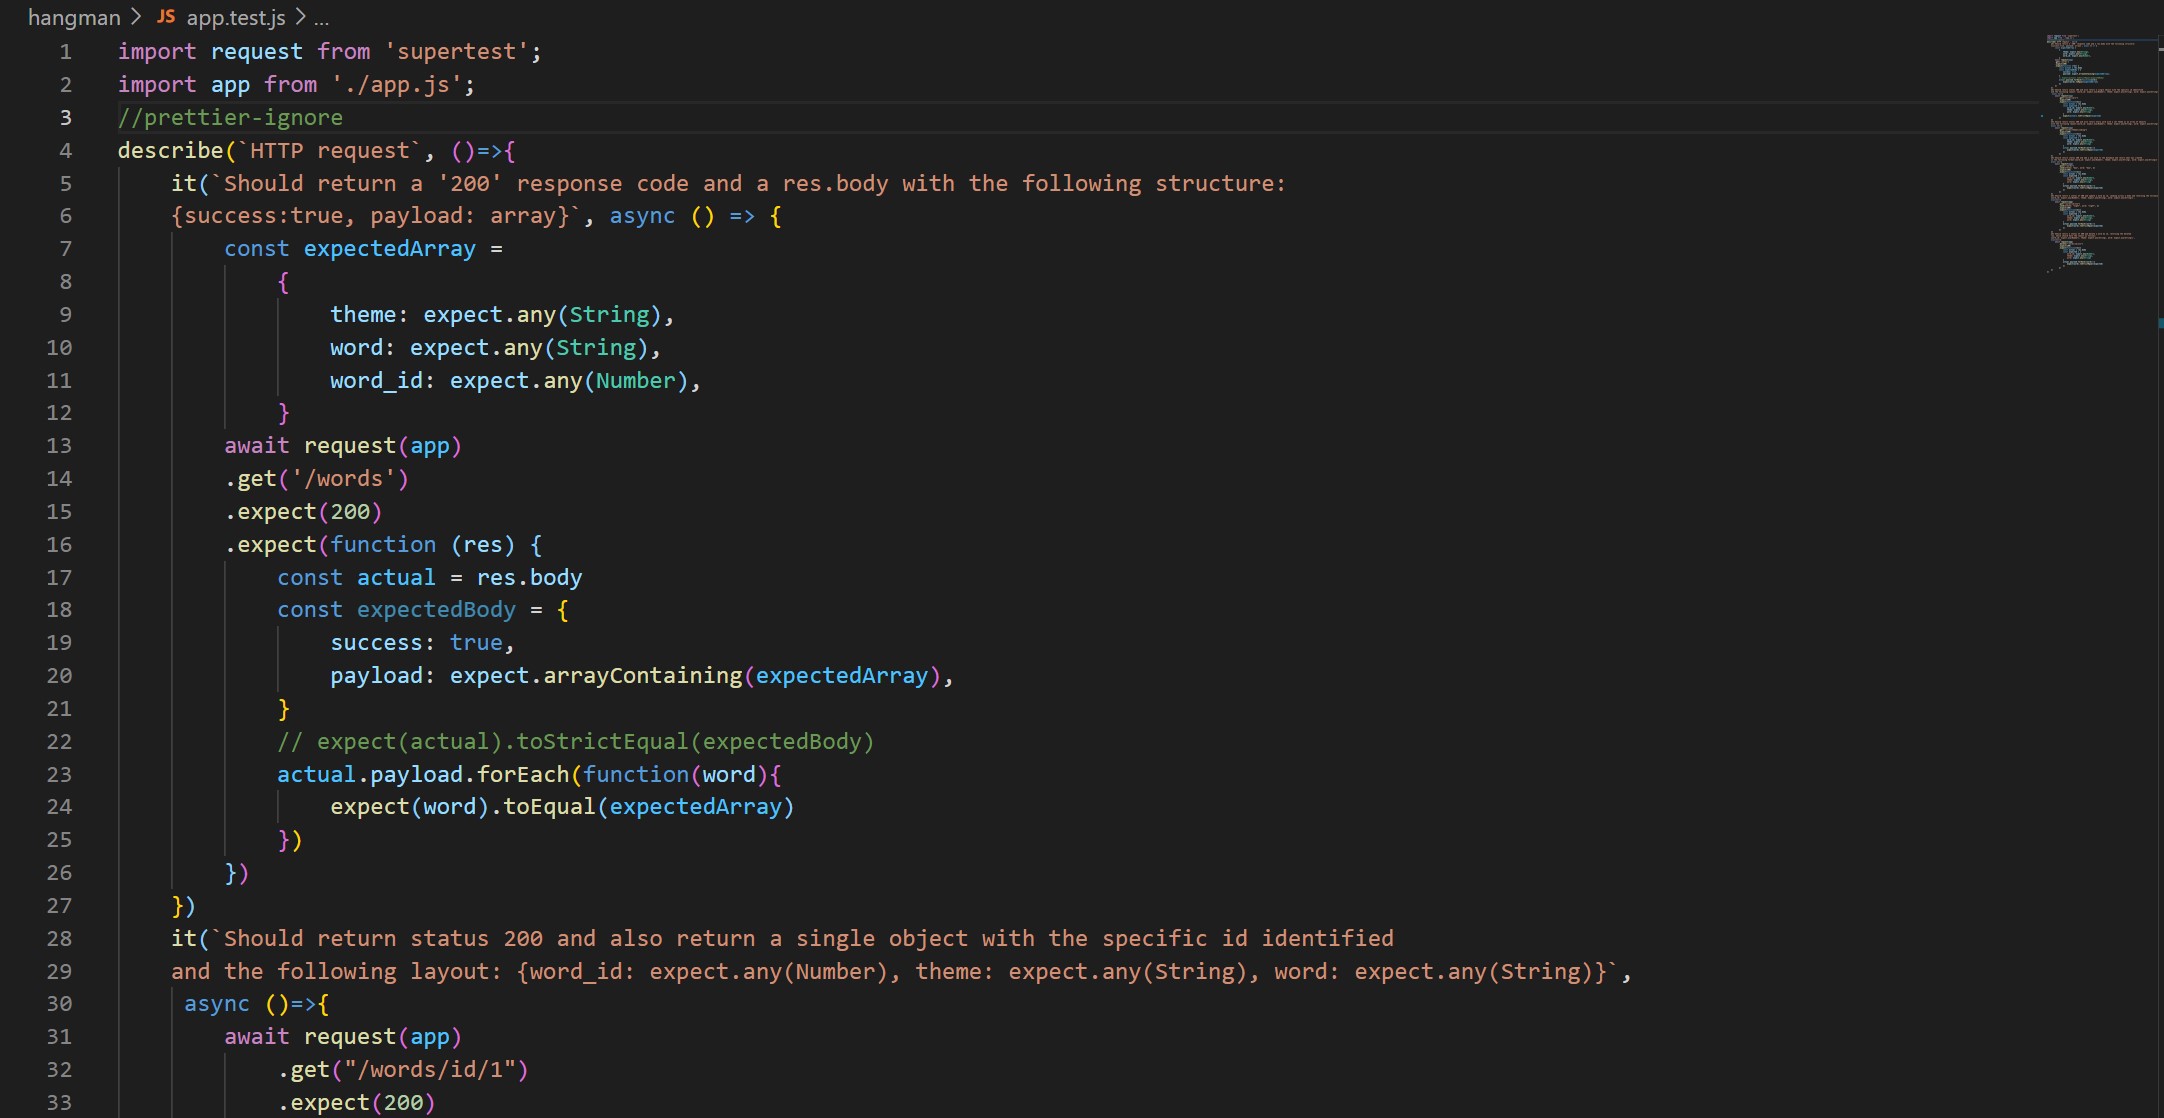 hangman > JS app.test.js > ...
1 import request from 'supertest';
2 import app from './app.js';
3 //prettier-ignore
4 describe(`HTTP request`, ()=>{
5 it(`Should return a '200' response code and a res.body with the following structure:
6 {success:true, payload: array}`, async () => {
7 const expectedArray =
8 {
9 theme: expect.any(String),
10 word: expect.any(String),
11 word_id: expect.any(Number),
12 }
13 await request(app)
14 .get('/words')
15 .expect(200)
16 .expect(function (res) {
17 const actual = res.body
18 const expectedBody = {
19 success: true,
20 payload: expect.arrayContaining(expectedArray),
21 }
22 // expect(actual).toStrictEqual(expectedBody)
23 actual.payload.forEach(function(word){
24 expect(word).toEqual(expectedArray)
25 })
26 })
27 })
28 it(`Should return status 200 and also return a single object with the specific id identified
29 and the following layout: {word_id: expect.any(Number), theme: expect.any(String), word: expect.any(String)}`,
30 async ()=>{
31 await request(app)
32 .get("/words/id/1")
33 .expect(200)